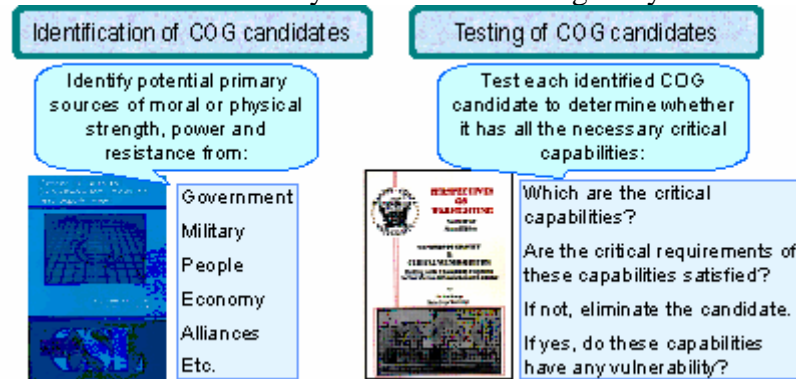 Identification of COG candidates
Identify potential primary
sources of moral or physical
strength, power and
resistance from:
Government
Military
People
Economy
Alliances
Etc.
Testing of COG candidates
Test each identified COG
candidate to determine whether
it has all the necessary critical
capabilities:
PERSPECTIVES
ON
WARFIGHTING
Which are the critical
capabilities?
Are the critical requirements of
these capabilities satisfied?
If not, eliminate the candidate.
If yes, do these capabilities
have any vulnerability?